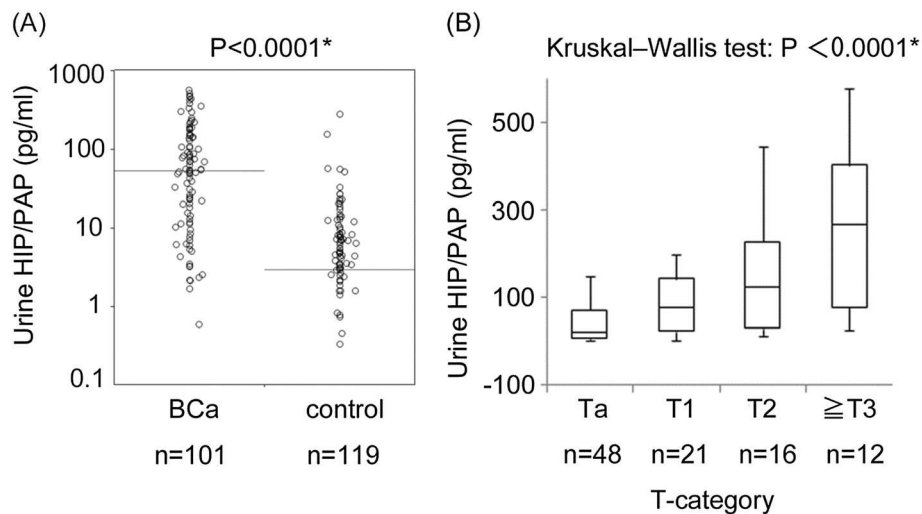 (A)
P<0.0001*
Urine HIP/PAP (pg/ml)
1000
100
10
1
0.1
BCa control
n=101 n=119
(B)
Kruskal–Wallis test: P <0.0001*
Urine HIP/PAP (pg/ml)
500
300
100
-100
Ta T1 T2 ≧T3
n=48 n=21 n=16 n=12
T-category